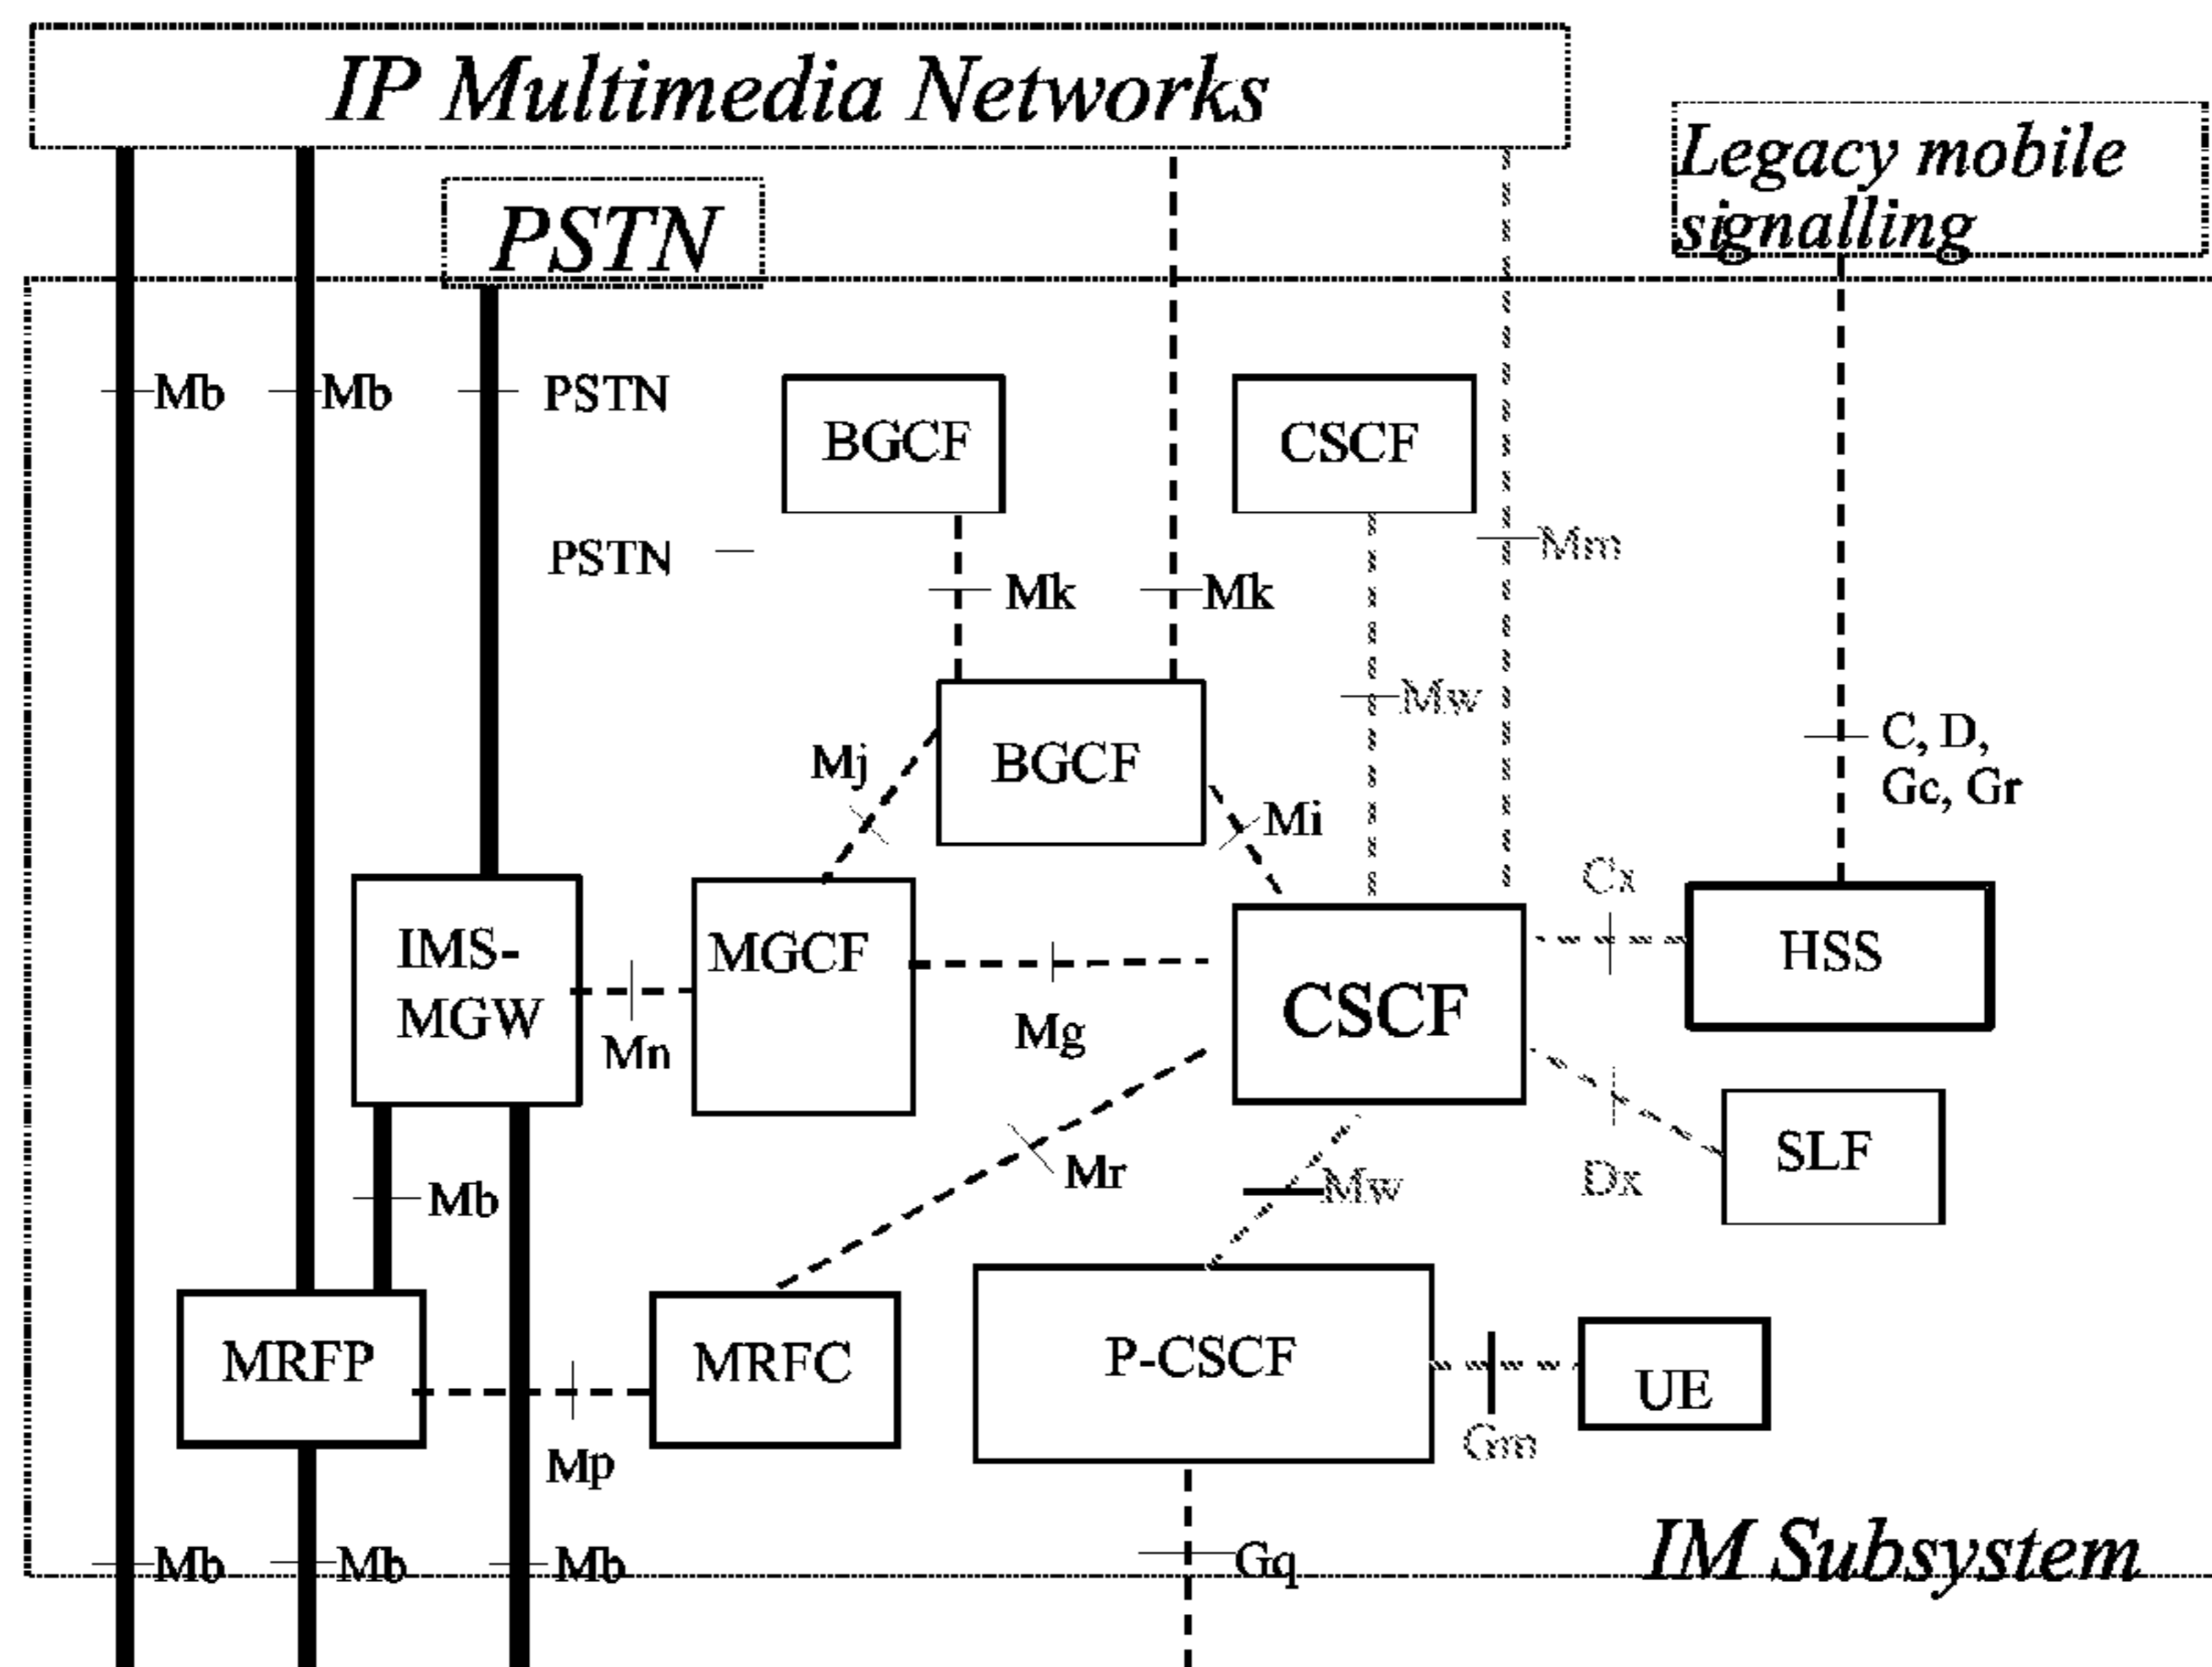 IP Multimedia Networks
Legacy mobile
signalling
PSTN
Mb
Mb
PSTN
BGCF
CSCF
PSTN
Mm
Mk
Mk
Mw
C, D,
Gc, Gr
Mj
BGCF
Mi
Cx
IMS-
MGW
MGCF
HSS
CSCF
Mn
Mg
Mr
Mw
Dx
SLF
Mb
MRFP
MRFC
P-CSCF
UE
Gm
Mp
Mb
Mb
Mb
Gq
IM Subsystem